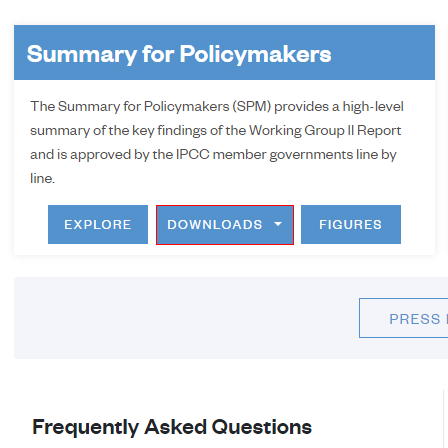 Summary for Policymakers
The Summary for Policymakers (SPM) provides a high-level
summary of the key findings of the Working Group II Report
and is approved by the IPCC member governments line by
line.
EXPLORE
DOWNLOADS
FIGURES
PRESS
Frequently Asked Questions